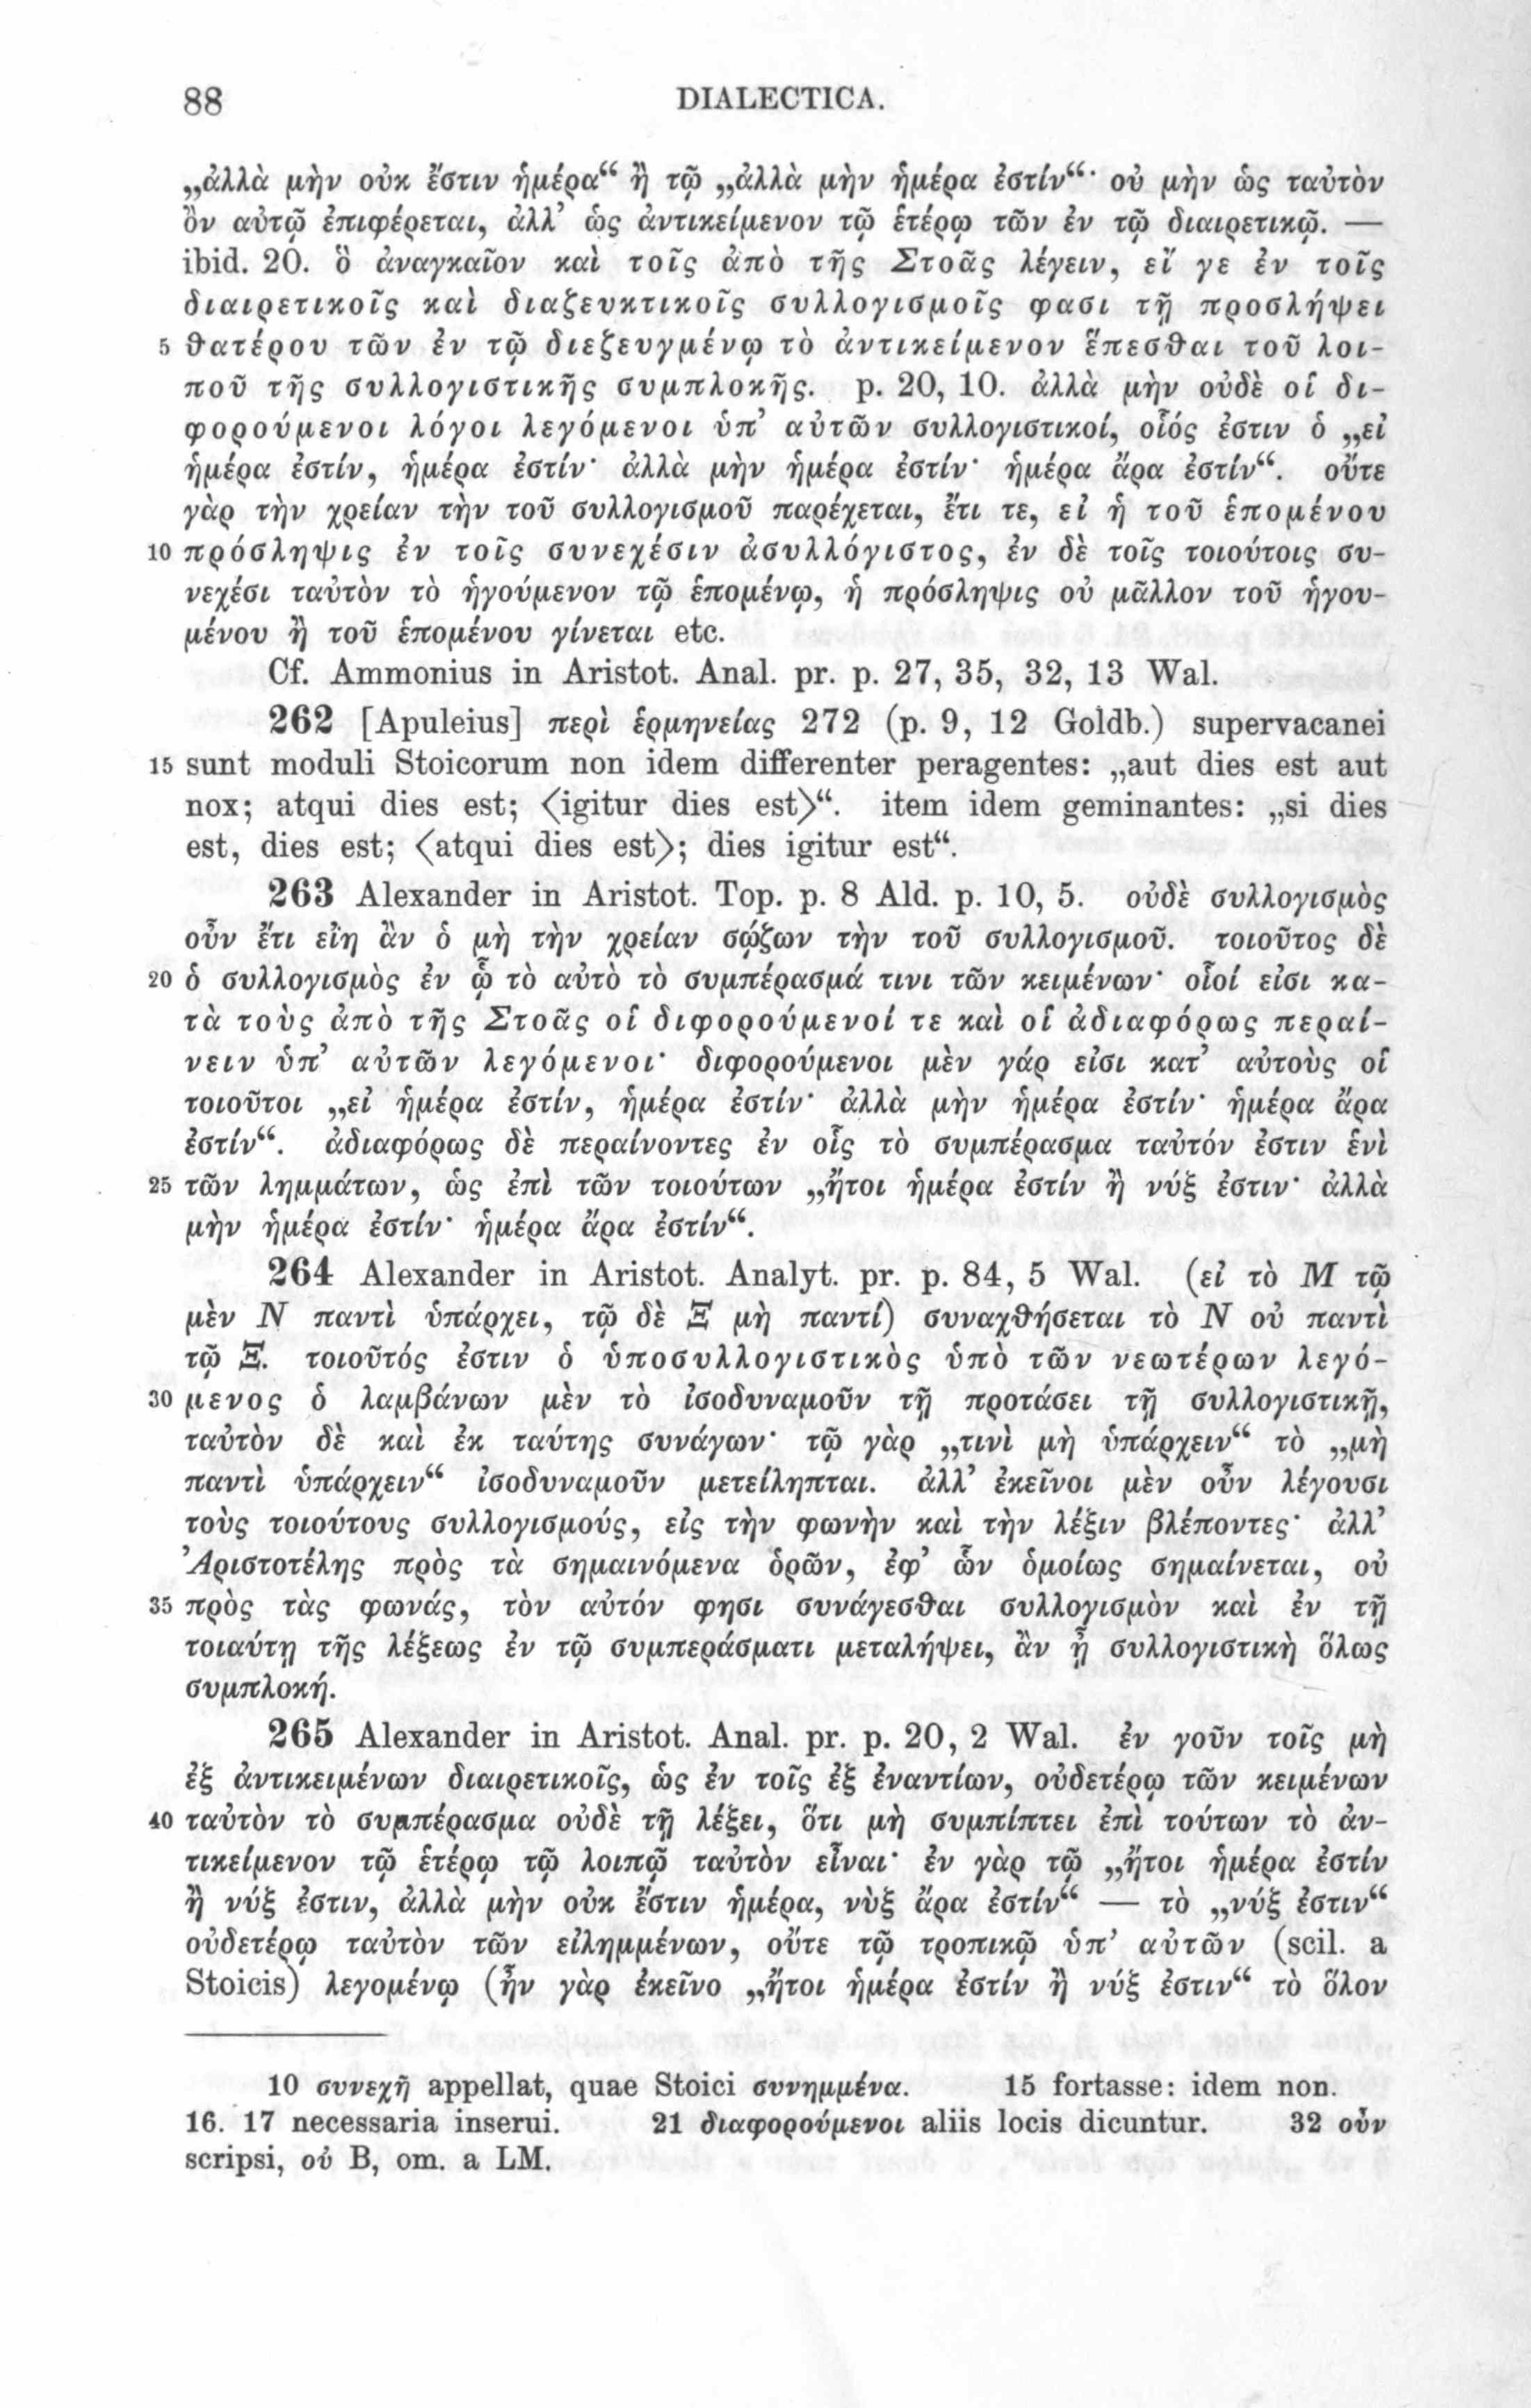 88 DIALECTICA.
„ἀλλὰ μὴν οὐκ ἔστιν ἡμέρα“ ἢ τῷ „ἀλλὰ μὴν ἡμέρα ἐστίν“· οὐ μὴν ὡς ταὐτὸν
ὂν αὐτῷ ἐπιφέρεται, ἀλλ’ ὡς ἀντικείμενον τῷ ἑτέρῳ τῶν ἐν τῷ διαιρετικῷ. —
ibid. 20. ὃ ἀναγκαῖον καὶ τοῖς ἀπὸ τῆς Στοᾶς λέγειν, εἴ γε ἐν τοῖς
διαιρετικοῖς καὶ διαζευκτικοῖς συλλογισμοῖς φασι τῇ προσλήψει
5 θατέρου τῶν ἐν τῷ διεζευγμένῳ τὸ ἀντικείμενον ἕπεσθαι τοῦ λοι-
ποῦ τῆς συλλογιστικῆς συμπλοκῆς. p. 20, 10. ἀλλὰ μὴν οὐδὲ οἱ δι-
φορούμενοι λόγοι λεγόμενοι ὑπ’ αὐτῶν συλλογιστικοί, οἷός ἐστιν ὁ „εἰ
ἡμέρα ἐστίν, ἡμέρα ἐστίν· ἀλλὰ μὴν ἡμέρα ἐστίν· ἡμέρα ἄρα ἐστίν“. οὔτε
γὰρ τὴν χρείαν τὴν τοῦ συλλογισμοῦ παρέχεται, ἔτι τε, εἰ ἡ τοῦ ἑπομένου
10 πρόσληψις ἐν τοῖς συνεχέσιν ἀσυλλόγιστος, ἐν δὲ τοῖς τοιούτοις συ-
νεχέσι ταὐτὸν τὸ ἡγούμενον τῷ ἑπομένῳ, ἡ πρόσληψις οὐ μᾶλλον τοῦ ἡγου-
μένου ἢ τοῦ ἑπομένου γίνεται etc.
Cf. Ammonius in Aristot. Anal. pr. p. 27, 35, 32, 13 Wal.
262 [Apuleius] περὶ ἑρμηνείας 272 (p. 9, 12 Goldb.) supervacanei
15 sunt moduli Stoicorum non idem differenter peragentes: „aut dies est aut
nox; atqui dies est; ⟨igitur dies est⟩“. item idem geminantes: „si dies
est, dies est; ⟨atqui dies est⟩; dies igitur est“.
263 Alexander in Aristot. Top. p. 8 Ald. p. 10, 5. οὐδὲ συλλογισμὸς
οὖν ἔτι εἴη ἂν ὁ μὴ τὴν χρείαν σῴζων τὴν τοῦ συλλογισμοῦ. τοιοῦτος δὲ
20 ὁ συλλογισμὸς ἐν ᾧ τὸ αὐτὸ τὸ συμπέρασμά τινι τῶν κειμένων· οἷοί εἰσι κα-
τὰ τοὺς ἀπὸ τῆς Στοᾶς οἱ διφορούμενοί τε καὶ οἱ ἀδιαφόρως περαί-
νειν ὑπ’ αὐτῶν λεγόμενοι· διφορούμενοι μὲν γάρ εἰσι κατ’ αὐτοὺς οἱ
τοιοῦτοι „εἰ ἡμέρα ἐστίν, ἡμέρα ἐστίν· ἀλλὰ μὴν ἡμέρα ἐστίν· ἡμέρα ἄρα
ἐστίν“. ἀδιαφόρως δὲ περαίνοντες ἐν οἷς τὸ συμπέρασμα ταὐτόν ἐστιν ἑνὶ
25 τῶν λημμάτων, ὡς ἐπὶ τῶν τοιούτων „ἤτοι ἡμέρα ἐστίν ἢ νύξ ἐστιν· ἀλλὰ
μὴν ἡμέρα ἐστίν· ἡμέρα ἄρα ἐστίν“.
264 Alexander in Aristot. Analyt. pr. p. 84, 5 Wal. (εἰ τὸ Μ τῷ
μὲν Ν παντὶ ὑπάρχει, τῷ δὲ Ξ μὴ παντί) συναχθήσεται τὸ Ν οὐ παντὶ
τῷ Ξ. τοιοῦτός ἐστιν ὁ ὑποσυλλογιστικὸς ὑπὸ τῶν νεωτέρων λεγό-
30 μενος ὁ λαμβάνων μὲν τὸ ἰσοδυναμοῦν τῇ προτάσει τῇ συλλογιστικῇ,
ταὐτὸν δὲ καὶ ἐκ ταύτης συνάγων· τῷ γὰρ „τινὶ μὴ ὑπάρχειν“ τὸ „μὴ
παντὶ ὑπάρχειν“ ἰσοδυναμοῦν μετείληπται. ἀλλ’ ἐκεῖνοι μὲν οὖν λέγουσι
τοὺς τοιούτους συλλογισμούς, εἰς τὴν φωνὴν καὶ τὴν λέξιν βλέποντες· ἀλλ’
Ἀριστοτέλης πρὸς τὰ σημαινόμενα ὁρῶν, ἐφ’ ὧν ὁμοίως σημαίνεται, οὐ
35 πρὸς τὰς φωνάς, τὸν αὐτόν φησι συνάγεσθαι συλλογισμὸν καὶ ἐν τῇ
τοιαύτῃ τῆς λέξεως ἐν τῷ συμπεράσματι μεταλήψει, ἂν ᾖ συλλογιστικὴ ὅλως
συμπλοκή.
265 Alexander in Aristot. Anal. pr. p. 20, 2 Wal. ἐν γοῦν τοῖς μὴ
ἐξ ἀντικειμένων διαιρετικοῖς, ὡς ἐν τοῖς ἐξ ἐναντίων, οὐδετέρῳ τῶν κειμένων
40 ταὐτὸν τὸ συμπέρασμα οὐδὲ τῇ λέξει, ὅτι μὴ συμπίπτει ἐπὶ τούτων τὸ ἀν-
τικείμενον τῷ ἑτέρῳ τῷ λοιπῷ ταὐτὸν εἶναι· ἐν γὰρ τῷ „ἤτοι ἡμέρα ἐστίν
ἢ νύξ ἐστιν, ἀλλὰ μὴν οὐκ ἔστιν ἡμέρα, νὺξ ἄρα ἐστίν“ — τὸ „νύξ ἐστιν“
οὐδετέρῳ ταὐτὸν τῶν εἰλημμένων, οὔτε τῷ τροπικῷ ὑπ’ αὐτῶν (scil. a
Stoicis) λεγομένῳ (ἦν γὰρ ἐκεῖνο „ἤτοι ἡμέρα ἐστίν ἢ νύξ ἐστιν“ τὸ ὅλον
10 συνεχῆ appellat, quae Stoici συνημμένα. 15 fortasse: idem non.
16. 17 necessaria inserui. 21 διαφορούμενοι aliis locis dicuntur. 32 οὖν
scripsi, οὐ B, om. a LM.